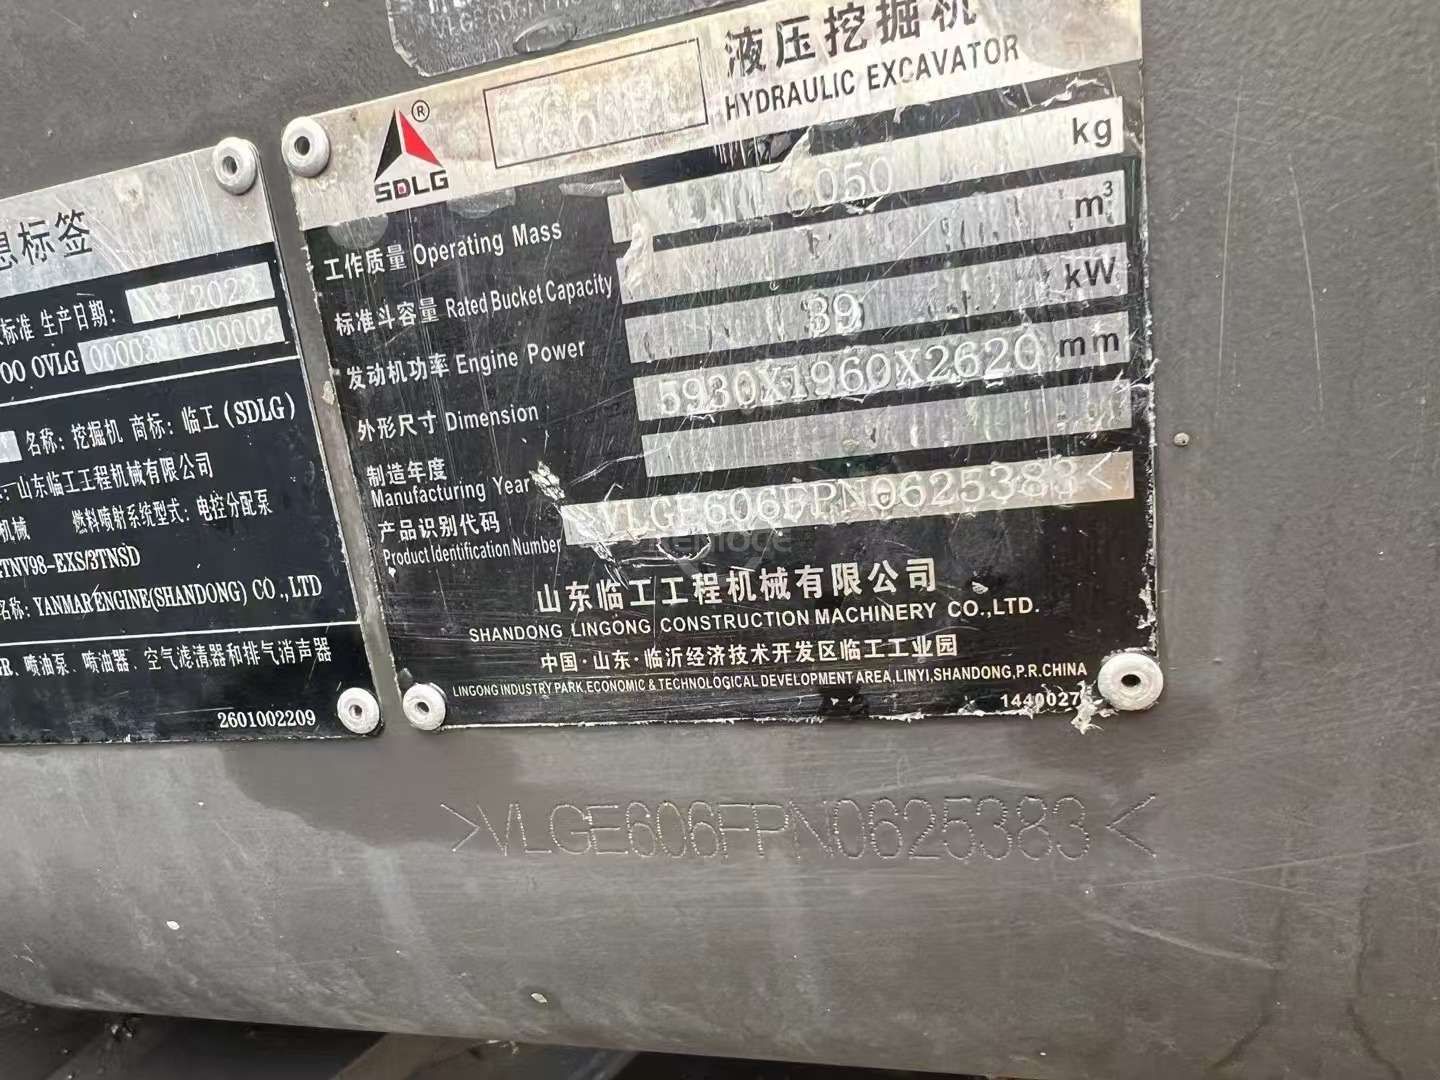 息标签
标准 生产日期: /2022
00 OVLG 000002
名称: 挖掘机 商标: 临工 (SDLG)
山东临工工程机械有限公司
机械 燃料喷射系统型式: 电控分配泵
TNV98-EXS/3TNSD
名称: YANMAR ENGINE(SHANDONG) CO.,LTD
喷油泵、喷油器、空气滤清器和排气消声器
2601002209
SDLG ®
液压挖掘机
HYDRAULIC EXCAVATOR
工作质量 Operating Mass 6050 kg
标准斗容量 Rated Bucket Capacity m³
发动机功率 Engine Power 39 kW
外形尺寸 Dimension 5930X1960X2620 mm
制造年度
Manufacturing Year
产品识别代码
Product Identification Number >VLGE606FPN0625383<
山东临工工程机械有限公司
SHANDONG LINGONG CONSTRUCTION MACHINERY CO.,LTD.
中国·山东·临沂经济技术开发区临工工业园
LINGONG INDUSTRY PARK,ECONOMIC & TECHNOLOGICAL DEVELOPMENT AREA,LINYI,SHANDONG,P.R.CHINA
>VLGE606FPN0625383<